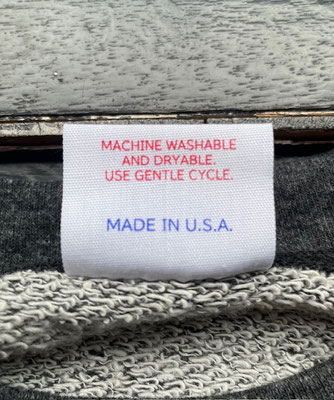 MACHINE WASHABLE
AND DRYABLE.
USE GENTLE CYCLE.
MADE IN U.S.A.